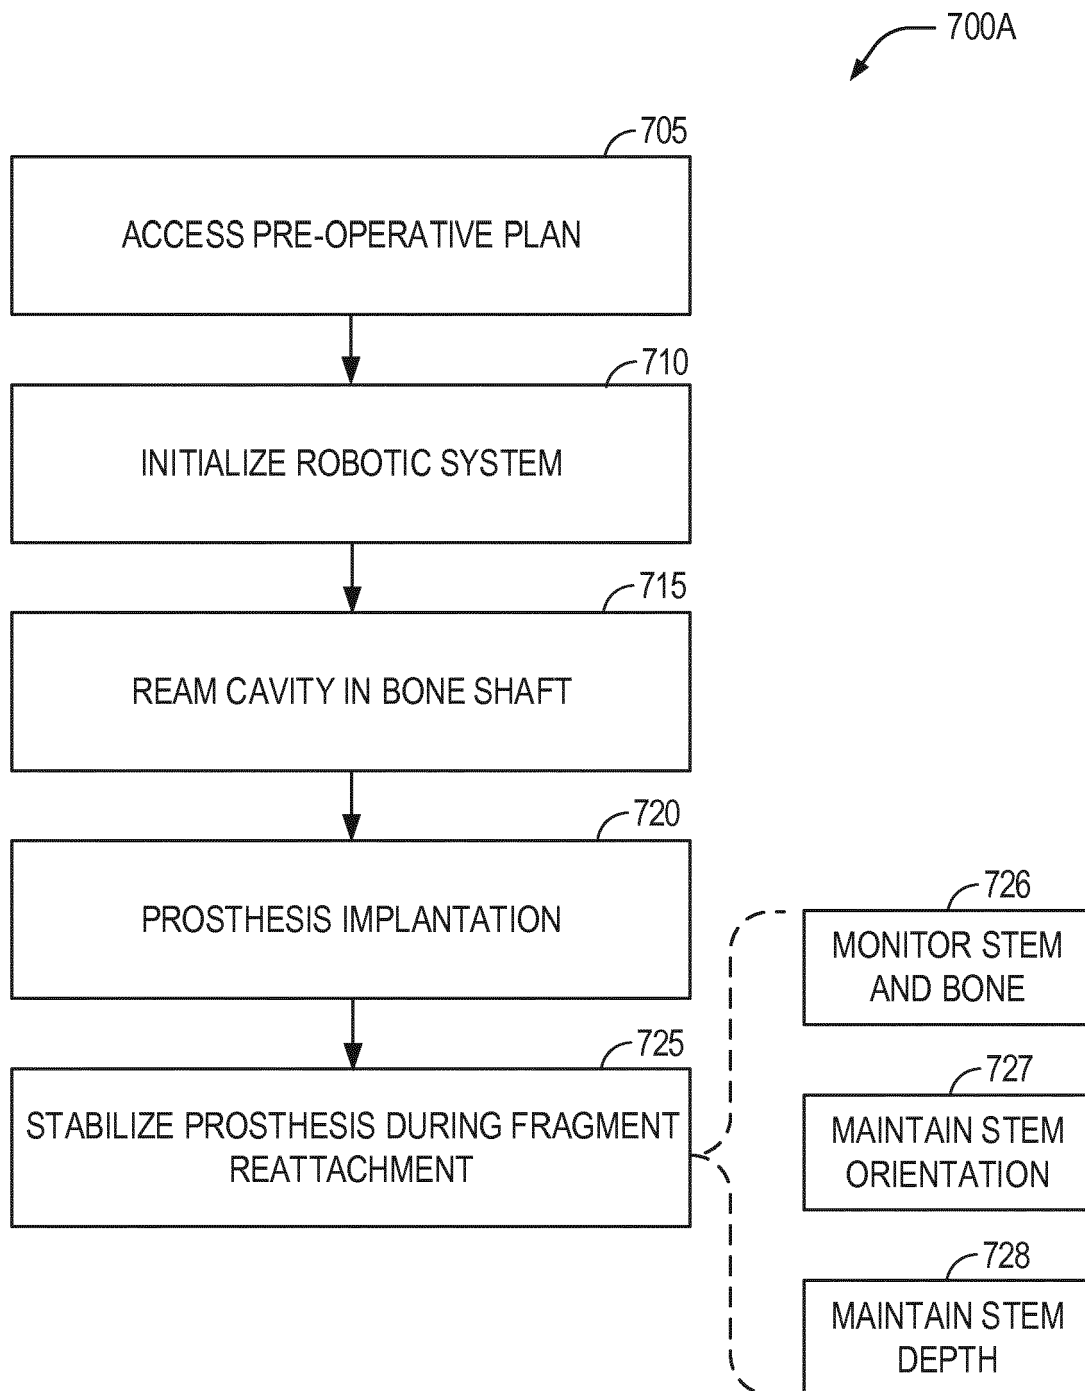 700A
705
ACCESS PRE-OPERATIVE PLAN
710
INITIALIZE ROBOTIC SYSTEM
715
REAM CAVITY IN BONE SHAFT
720
PROSTHESIS IMPLANTATION
725
STABILIZE PROSTHESIS DURING FRAGMENT
REATTACHMENT
726
MONITOR STEM
AND BONE
727
MAINTAIN STEM
ORIENTATION
728
MAINTAIN STEM
DEPTH